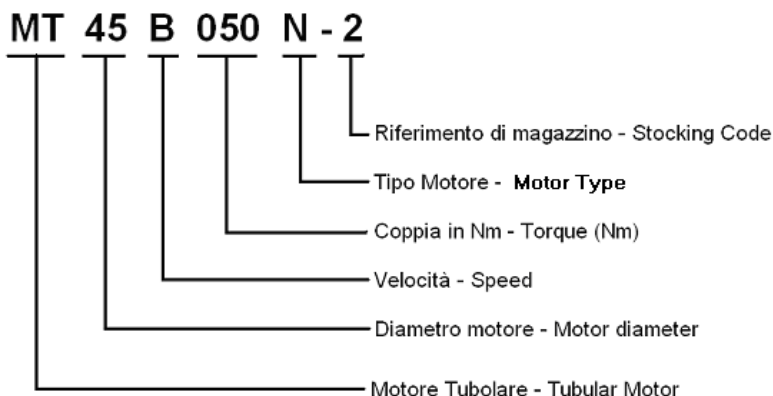 MT 45 B 050 N - 2
Riferimento di magazzino - Stocking Code
Tipo Motore - Motor Type
Coppia in Nm - Torque (Nm)
Velocità - Speed
Diametro motore - Motor diameter
Motore Tubolare - Tubular Motor